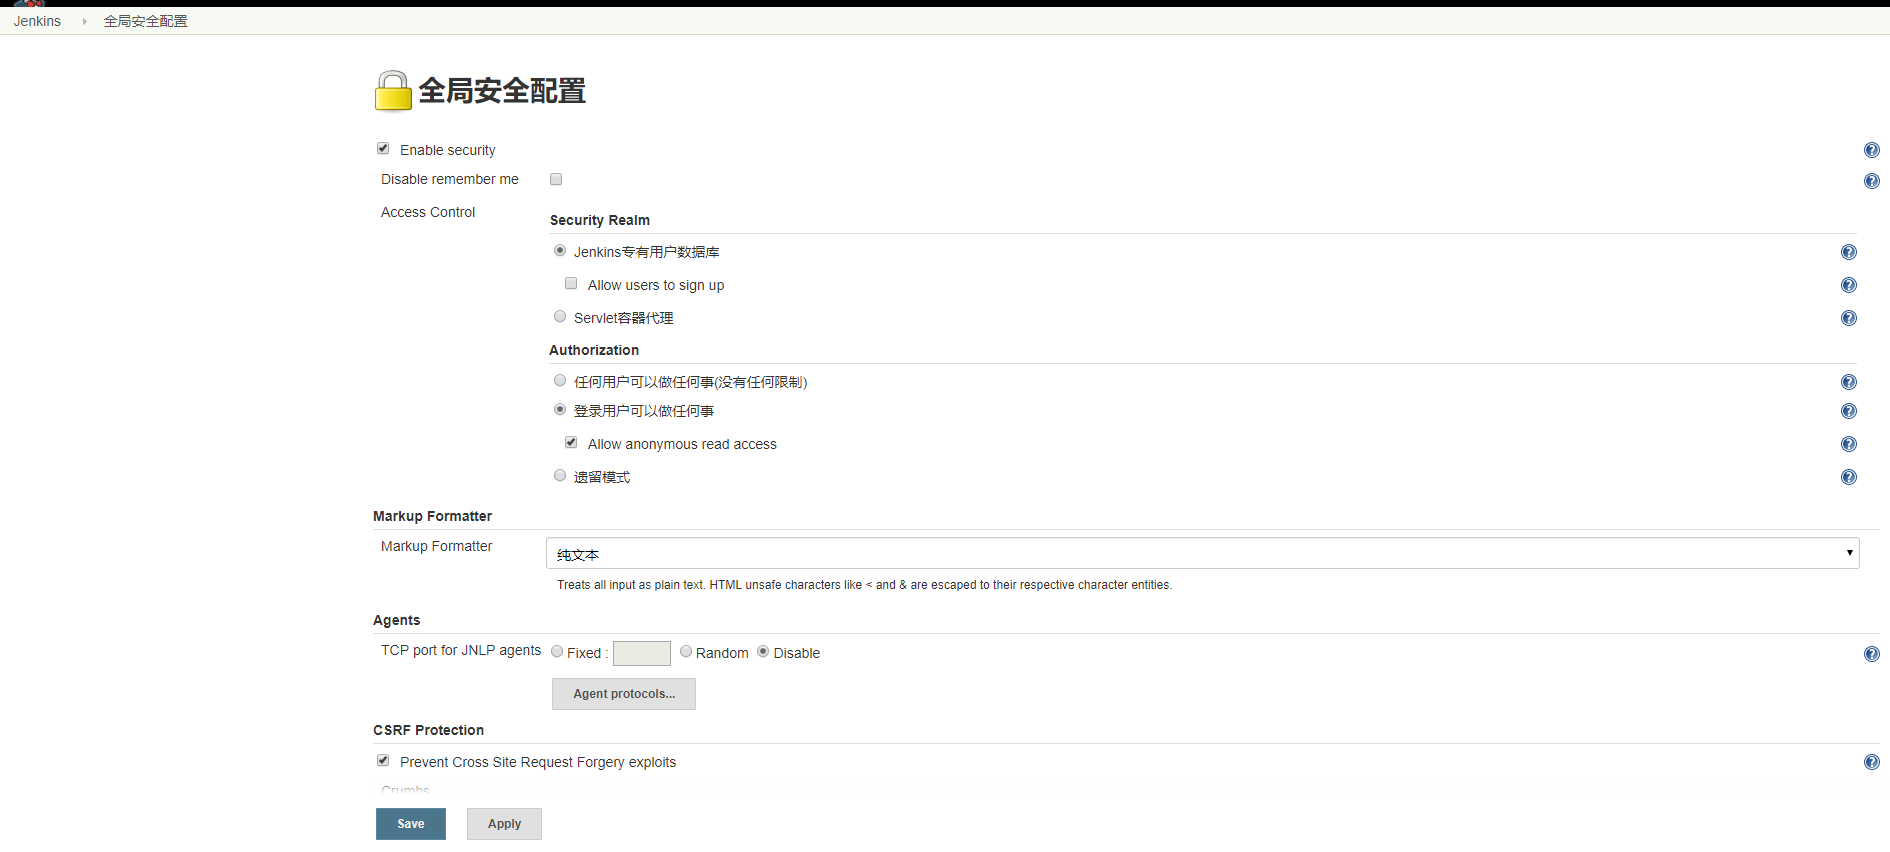 Jenkins 全局安全配置
全局安全配置
Enable security
Disable remember me
Access Control
Security Realm
Jenkins专有用户数据库
Allow users to sign up
Servlet容器代理
Authorization
任何用户可以做任何事(没有任何限制)
登录用户可以做任何事
Allow anonymous read access
遗留模式
Markup Formatter
Markup Formatter 纯文本
Treats all input as plain text. HTML unsafe characters like < and & are escaped to their respective character entities.
Agents
TCP port for JNLP agents Fixed : Random Disable
Agent protocols...
CSRF Protection
Prevent Cross Site Request Forgery exploits
Crumbs
Save Apply